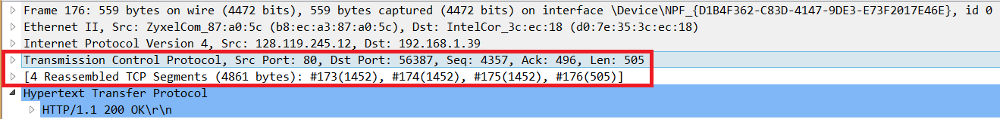 Frame 176: 559 bytes on wire (4472 bits), 559 bytes captured (4472 bits) on interface \Device\NPF_{D1B4F362-C83D-4147-9DE3-E73F2017E46E}, id 0
Ethernet II, Src: ZyxelCom_87:a0:5c (b8:ec:a3:87:a0:5c), Dst: IntelCor_3c:ec:18 (d0:7e:35:3c:ec:18)
Internet Protocol Version 4, Src: 128.119.245.12, Dst: 192.168.1.39
Transmission Control Protocol, Src Port: 80, Dst Port: 56387, Seq: 4357, Ack: 496, Len: 505
[4 Reassembled TCP Segments (4861 bytes): #173(1452), #174(1452), #175(1452), #176(505)]
Hypertext Transfer Protocol
HTTP/1.1 200 OK\r\n